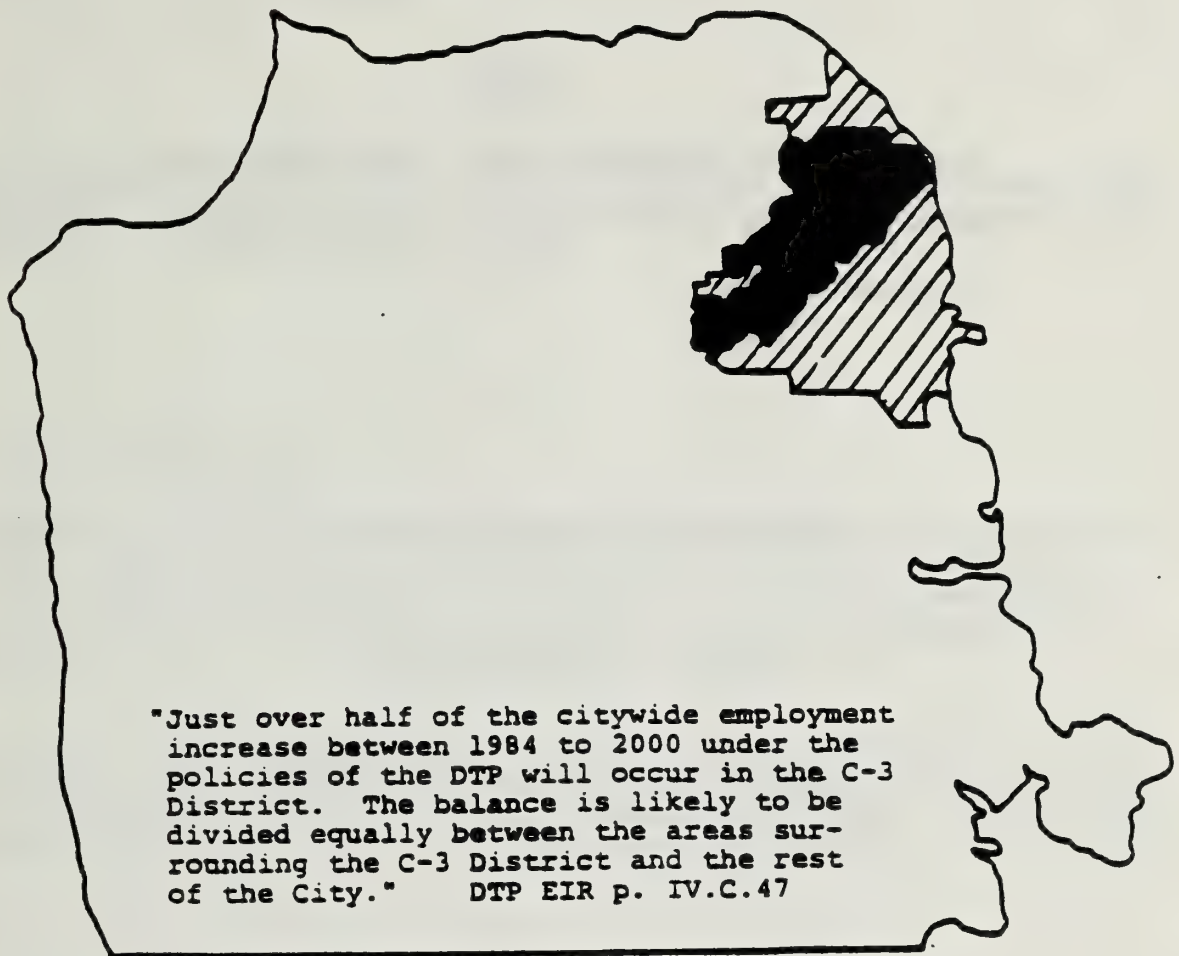 "Just over half of the citywide employment
increase between 1984 to 2000 under the
policies of the DTP will occur in the C-3
District. The balance is likely to be
divided equally between the areas sur-
rounding the C-3 District and the rest
of the City." DTP EIR p. IV.C.47